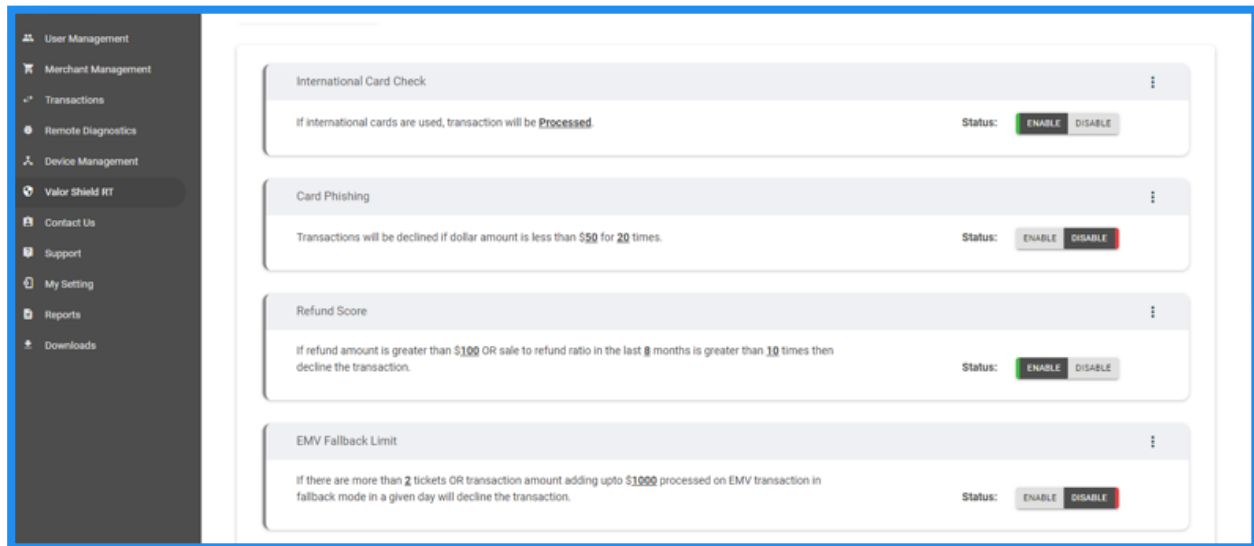 User Management
Merchant Management
Transactions
Remote Diagnostics
Device Management
Valor Shield RT
Contact Us
Support
My Setting
Reports
Downloads
International Card Check
If international cards are used, transaction will be Processed.
Status: ENABLE DISABLE
Card Phishing
Transactions will be declined if dollar amount is less than $50 for 20 times.
Status: ENABLE DISABLE
Refund Score
If refund amount is greater than $100 OR sale to refund ratio in the last 8 months is greater than 10 times then
decline the transaction.
Status: ENABLE DISABLE
EMV Fallback Limit
If there are more than 2 tickets OR transaction amount adding upto $1000 processed on EMV transaction in
fallback mode in a given day will decline the transaction.
Status: ENABLE DISABLE